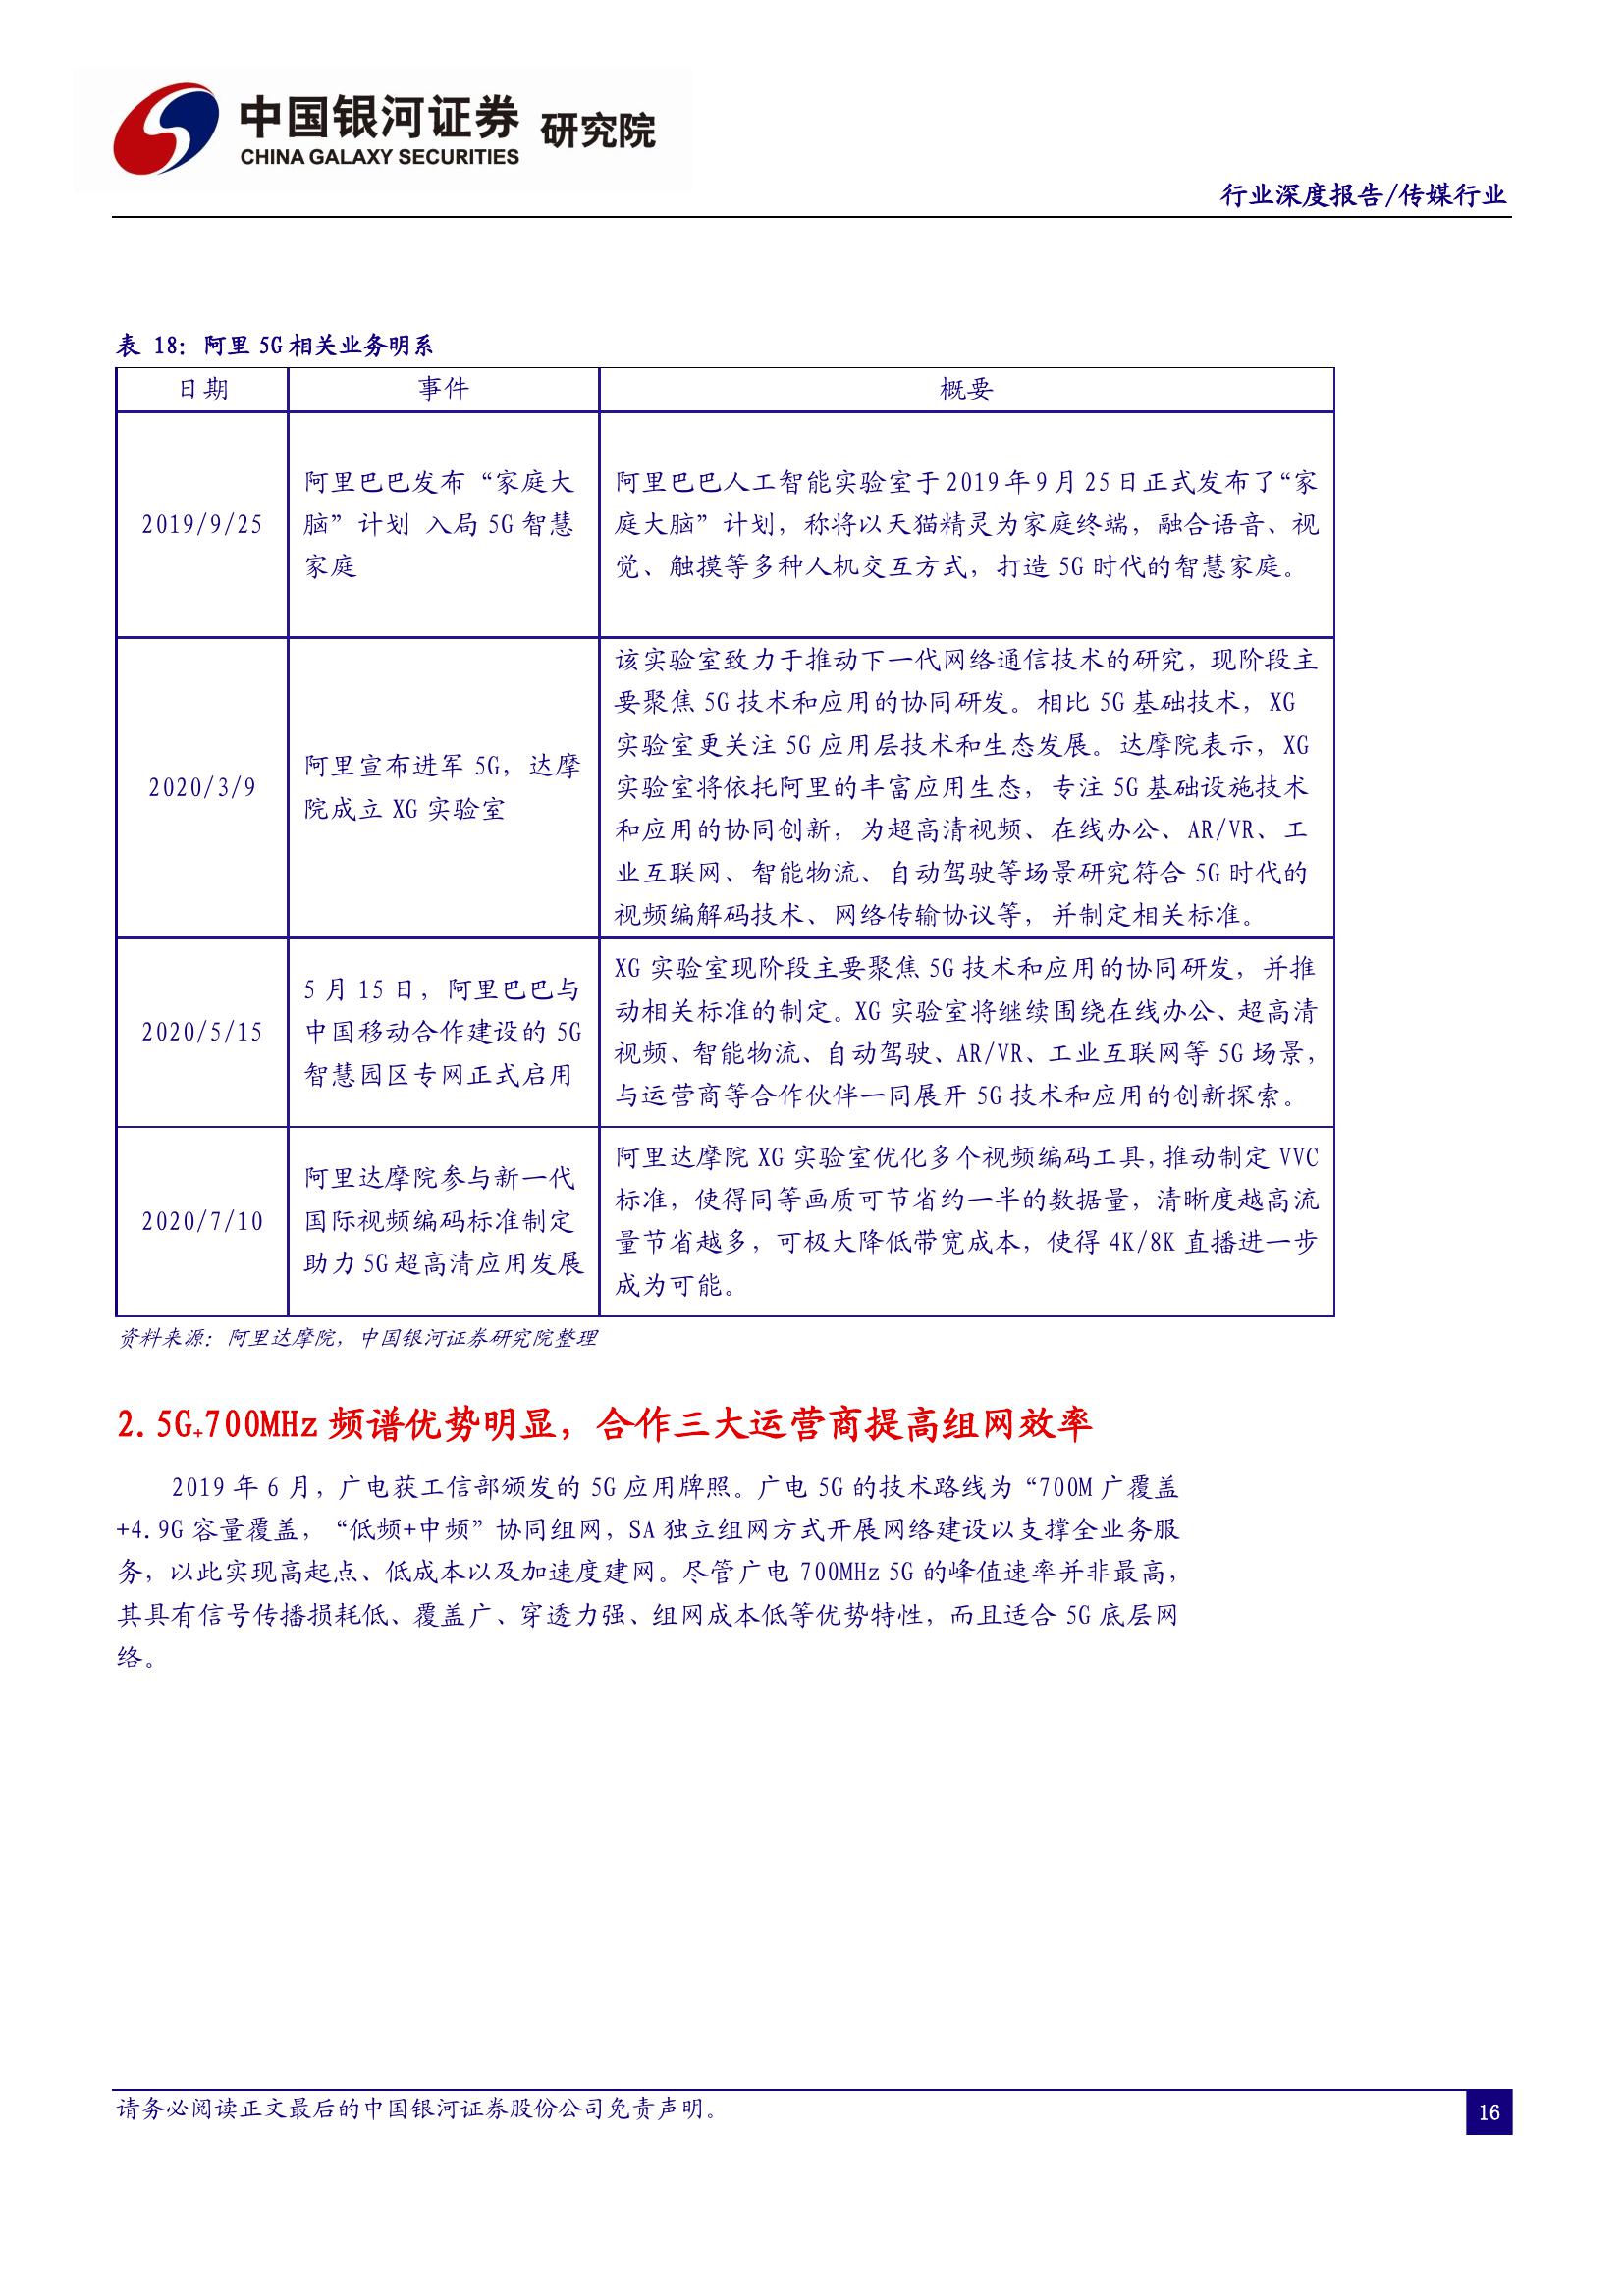 中国银河证券 研究院
CHINA GALAXY SECURITIES
行业深度报告/传媒行业
表 18：阿里 5G 相关业务明系
日期 事件 概要
2019/9/25
阿里巴巴发布“家庭大
脑”计划 入局 5G 智慧
家庭
阿里巴巴人工智能实验室于 2019 年 9 月 25 日正式发布了“家
庭大脑”计划，称将以天猫精灵为家庭终端，融合语音、视
觉、触摸等多种人机交互方式，打造 5G 时代的智慧家庭。
2020/3/9
阿里宣布进军 5G，达摩
院成立 XG 实验室
该实验室致力于推动下一代网络通信技术的研究，现阶段主
要聚焦 5G 技术和应用的协同研发。相比 5G 基础技术，XG
实验室更关注 5G 应用层技术和生态发展。达摩院表示，XG
实验室将依托阿里的丰富应用生态，专注 5G 基础设施技术
和应用的协同创新，为超高清视频、在线办公、AR/VR、工
业互联网、智能物流、自动驾驶等场景研究符合 5G 时代的
视频编解码技术、网络传输协议等，并制定相关标准。
2020/5/15
5 月 15 日，阿里巴巴与
中国移动合作建设的 5G
智慧园区专网正式启用
XG 实验室现阶段主要聚焦 5G 技术和应用的协同研发，并推
动相关标准的制定。XG 实验室将继续围绕在线办公、超高清
视频、智能物流、自动驾驶、AR/VR、工业互联网等 5G 场景，
与运营商等合作伙伴一同展开 5G 技术和应用的创新探索。
2020/7/10
阿里达摩院参与新一代
国际视频编码标准制定
助力 5G 超高清应用发展
阿里达摩院 XG 实验室优化多个视频编码工具，推动制定 VVC
标准，使得同等画质可节省约一半的数据量，清晰度越高流
量节省越多，可极大降低带宽成本，使得 4K/8K 直播进一步
成为可能。
资料来源：阿里达摩院，中国银河证券研究院整理
2.5G+700MHz 频谱优势明显，合作三大运营商提高组网效率
2019 年 6 月，广电获工信部颁发的 5G 应用牌照。广电 5G 的技术路线为“700M 广覆盖
+4.9G 容量覆盖，“低频+中频”协同组网，SA 独立组网方式开展网络建设以支撑全业务服
务，以此实现高起点、低成本以及加速度建网。尽管广电 700MHz 5G 的峰值速率并非最高，
其具有信号传播损耗低、覆盖广、穿透力强、组网成本低等优势特性，而且适合 5G 底层网
络。
请务必阅读正文最后的中国银河证券股份公司免责声明。
16